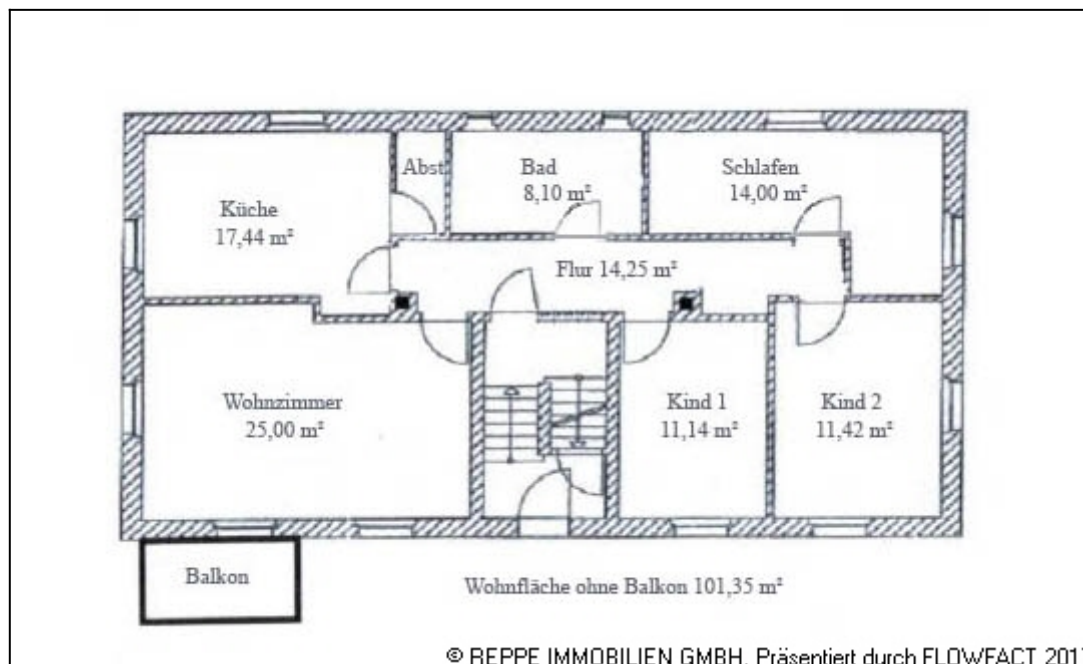 Abst
Bad
8,10 m²
Schlafen
14,00 m²
Küche
17,44 m²
Flur 14,25 m²
Wohnzimmer
25,00 m²
Kind 1
11,14 m²
Kind 2
11,42 m²
Balkon
Wohnfläche ohne Balkon 101,35 m²
© BEPPE IMMOBILIEN GMBH. Präsentiert durch FLOWFACT 201